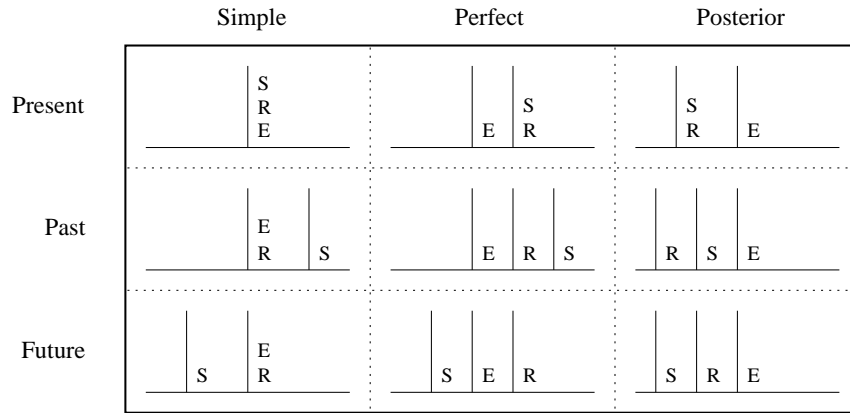 Simple Perfect Posterior
S S S
R R
Present E E R E
E
Past R S E R S R S E
E
Future S R S E R S R E